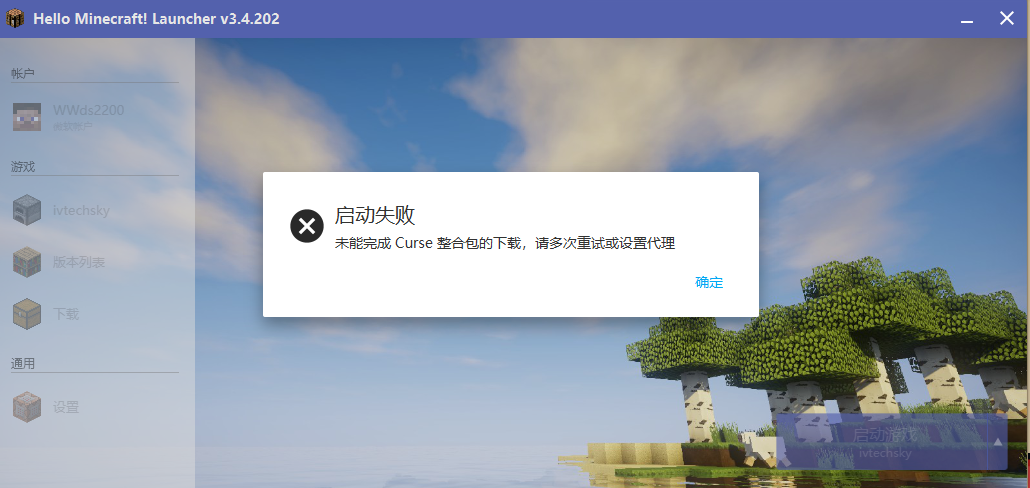 Hello Minecraft! Launcher v3.4.202
帐户
WWds2200
离线帐户
游戏
ivtechsky
版本列表
下载
通用
设置
启动失败
未能完成 Curse 整合包的下载，请多次重试或设置代理
确定
启动游戏
ivtechsky